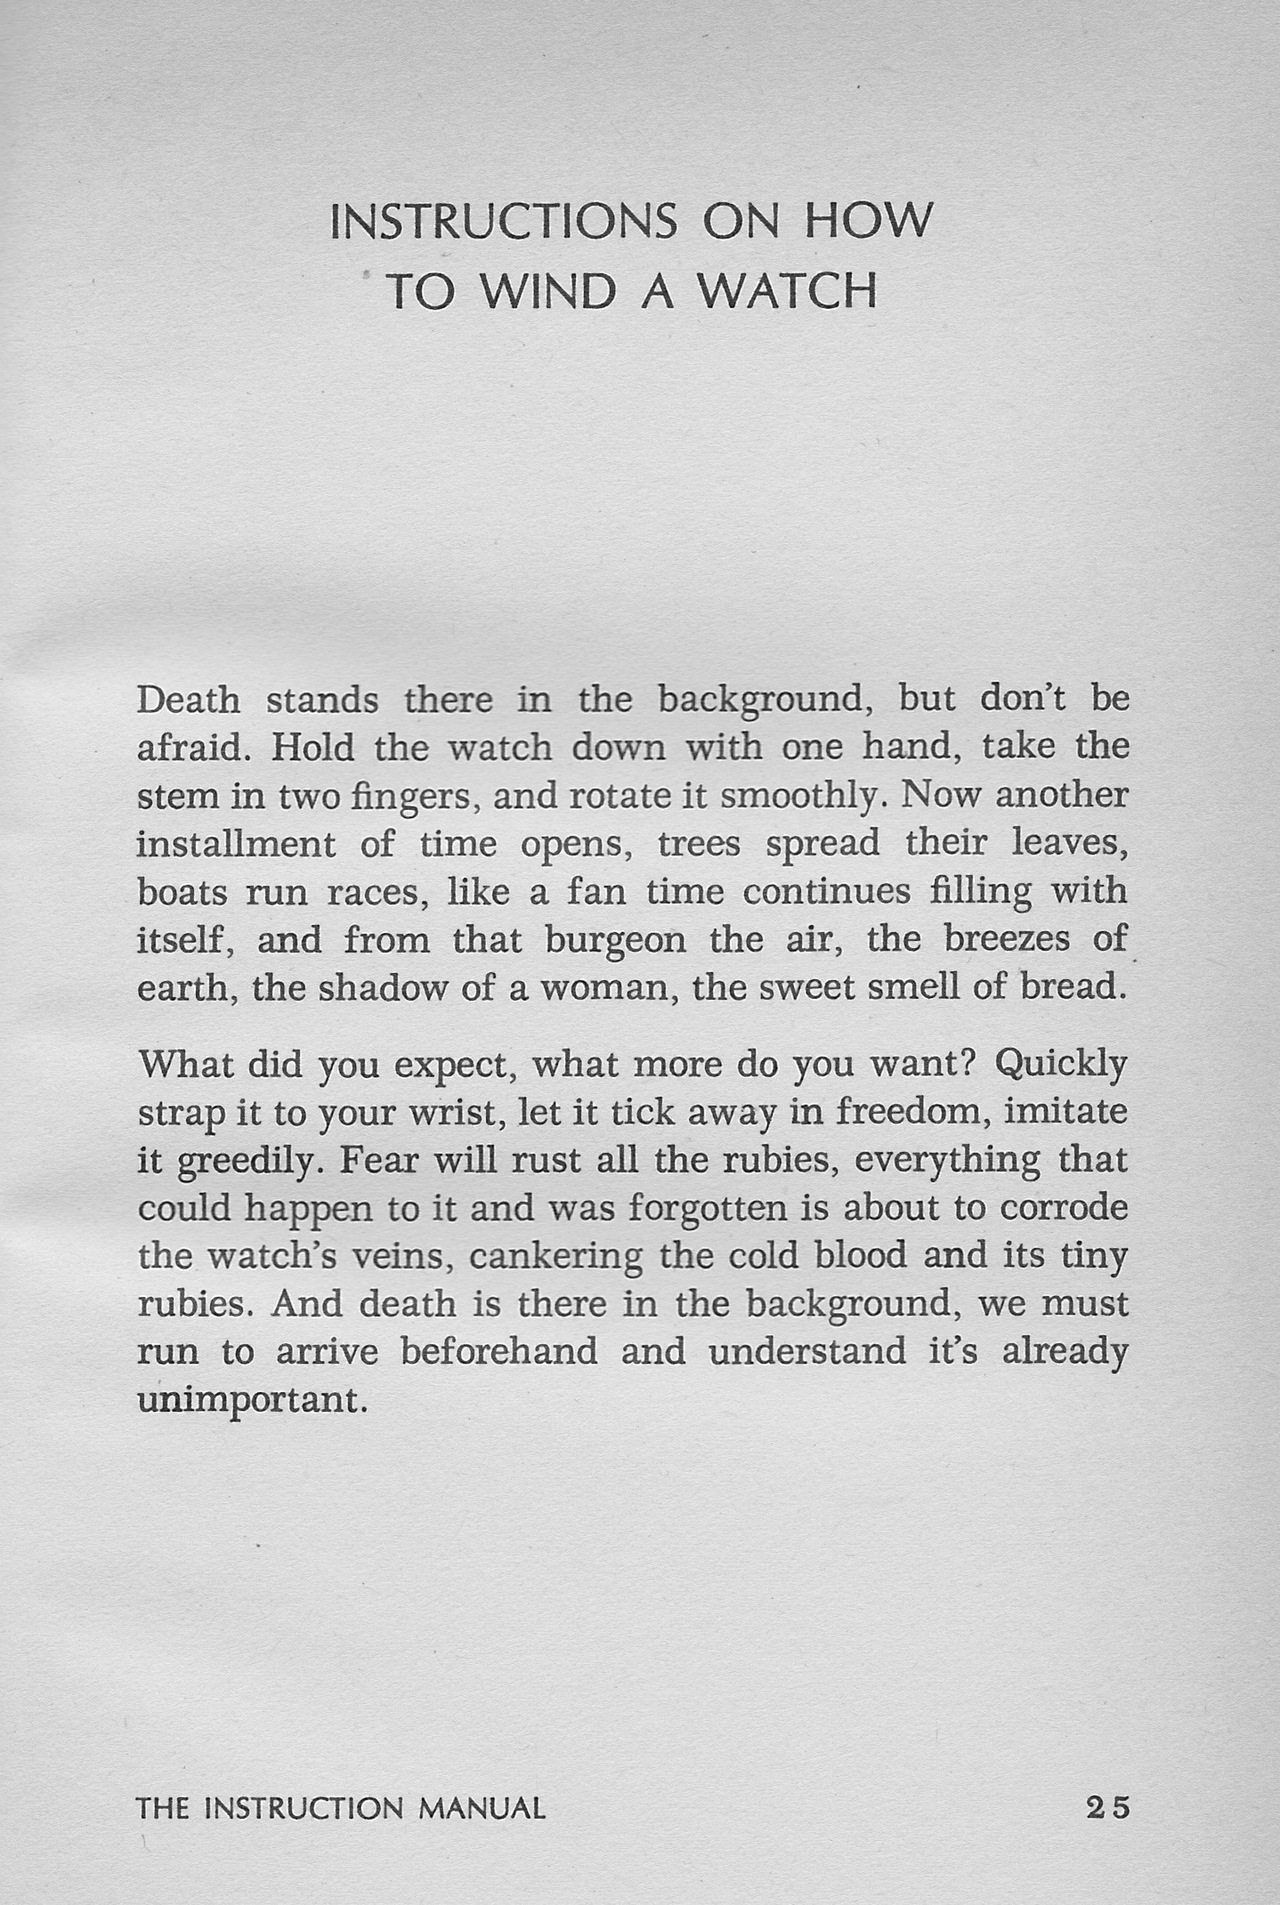 INSTRUCTIONS ON HOW
TO WIND A WATCH
Death stands there in the background, but don't be
afraid. Hold the watch down with one hand, take the
stem in two fingers, and rotate it smoothly. Now another
installment of time opens, trees spread their leaves,
boats run races, like a fan time continues filling with
itself, and from that burgeon the air, the breezes of
earth, the shadow of a woman, the sweet smell of bread.
What did you expect, what more do you want? Quickly
strap it to your wrist, let it tick away in freedom, imitate
it greedily. Fear will rust all the rubies, everything that
could happen to it and was forgotten is about to corrode
the watch's veins, cankering the cold blood and its tiny
rubies. And death is there in the background, we must
run to arrive beforehand and understand it's already
unimportant.
THE INSTRUCTION MANUAL 25